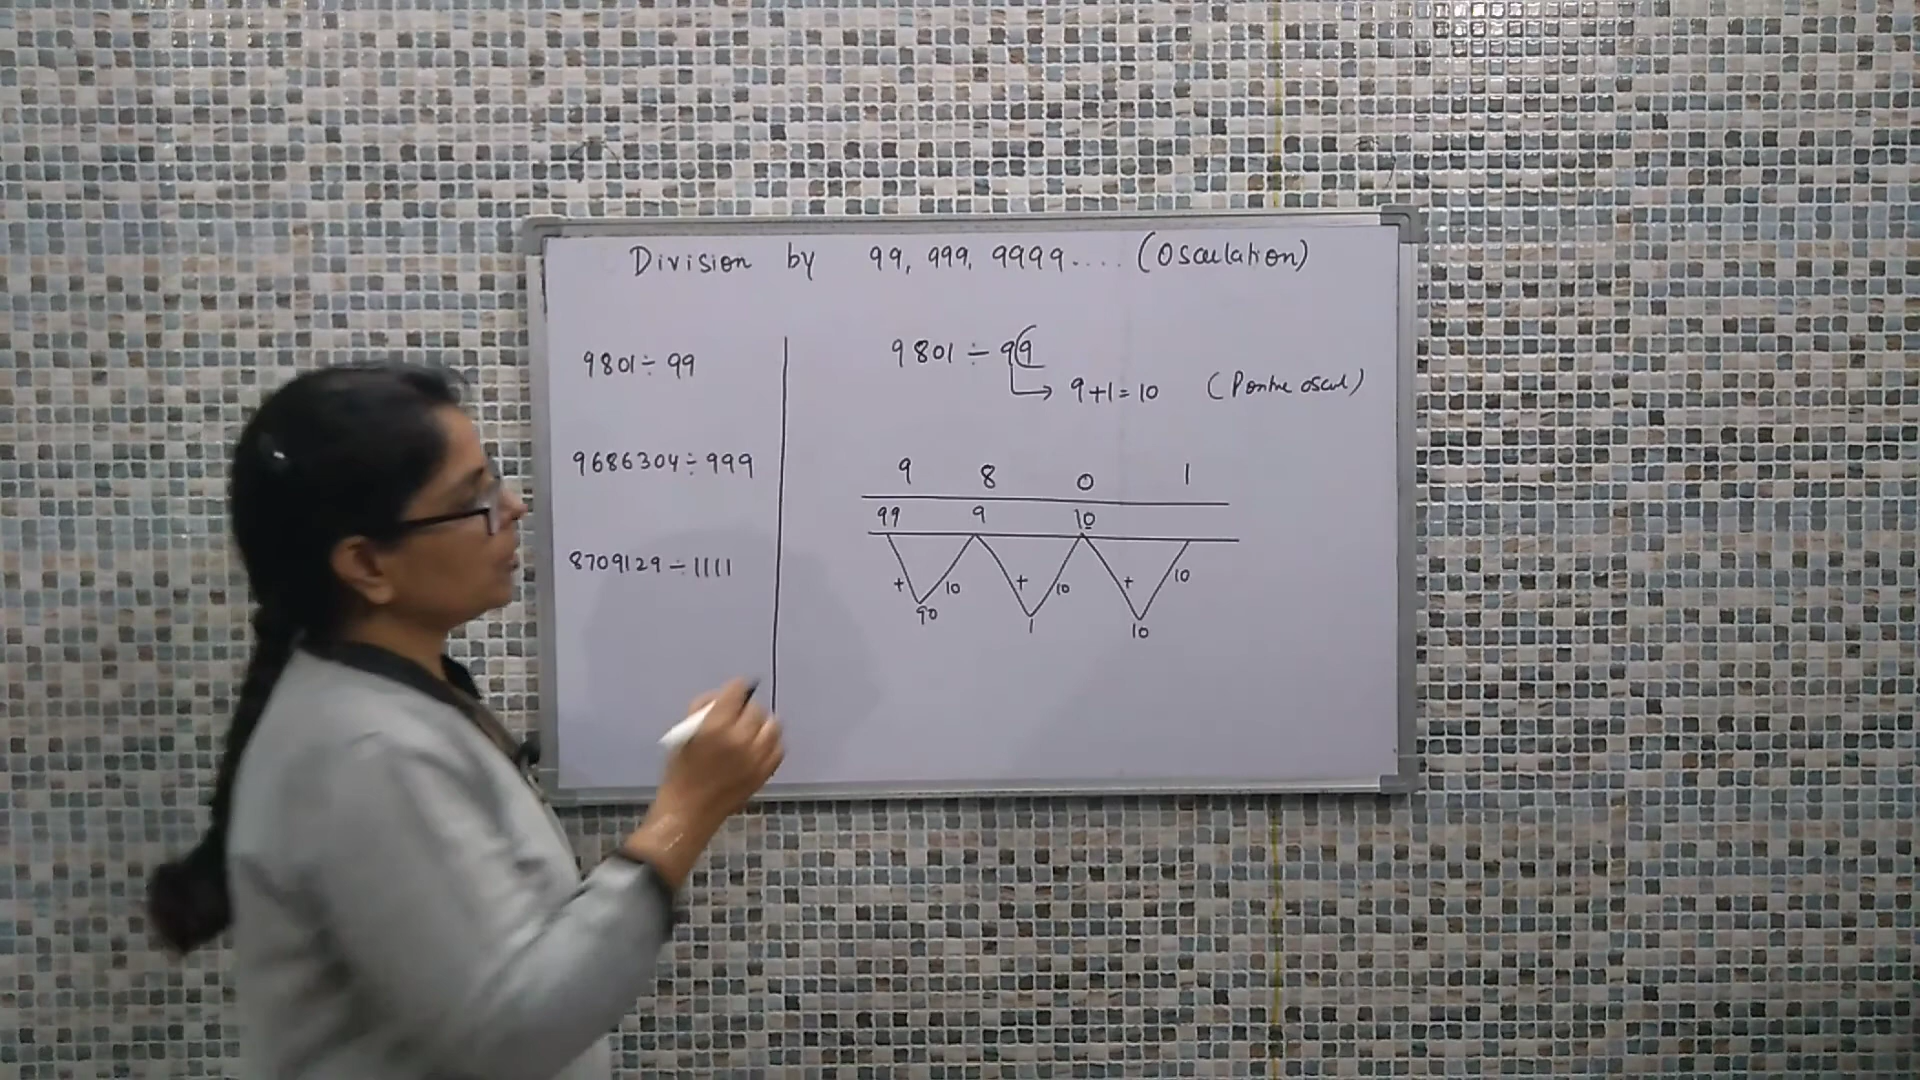 Division by 99, 999, 9999.... (Osculation)
9801 ÷ 99
9686304 ÷ 999
8709129 ÷ 1111
9801 ÷ 99
9+1=10 (
9 8 0 1
99 9 10
+ 10 + 10 + 10
90 1 10